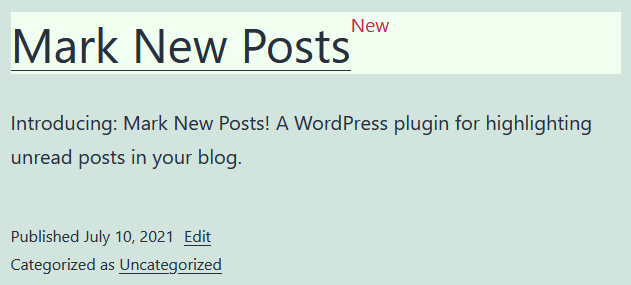 Mark New Posts New
Introducing: Mark New Posts! A WordPress plugin for highlighting
unread posts in your blog.
Published July 10, 2021 Edit
Categorized as Uncategorized